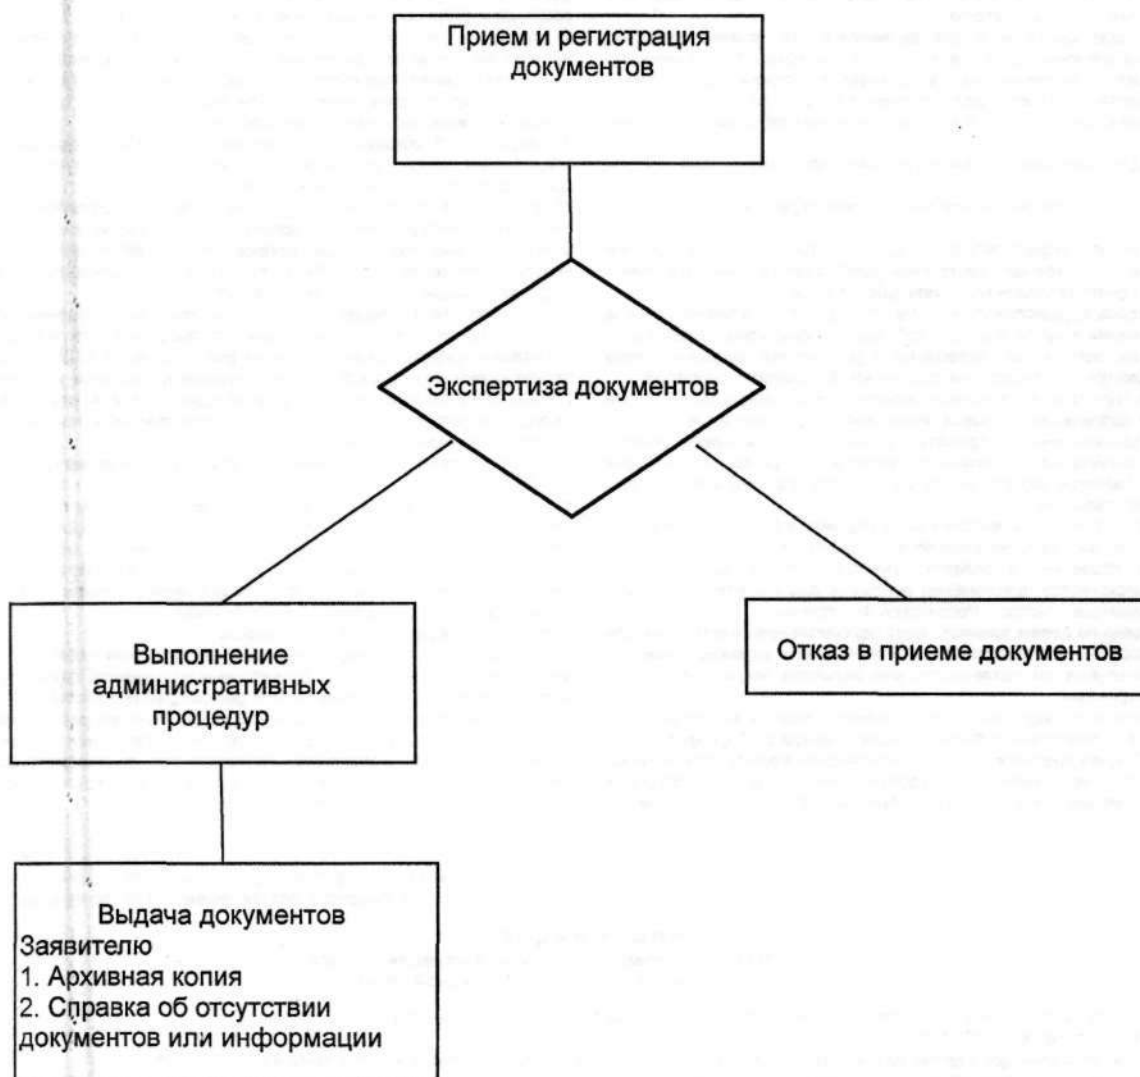 Прием и регистрация
документов
Экспертиза документов
Выполнение
административных
процедур
Отказ в приеме документов
Выдача документов
Заявителю
1. Архивная копия
2. Справка об отсутствии
документов или информации